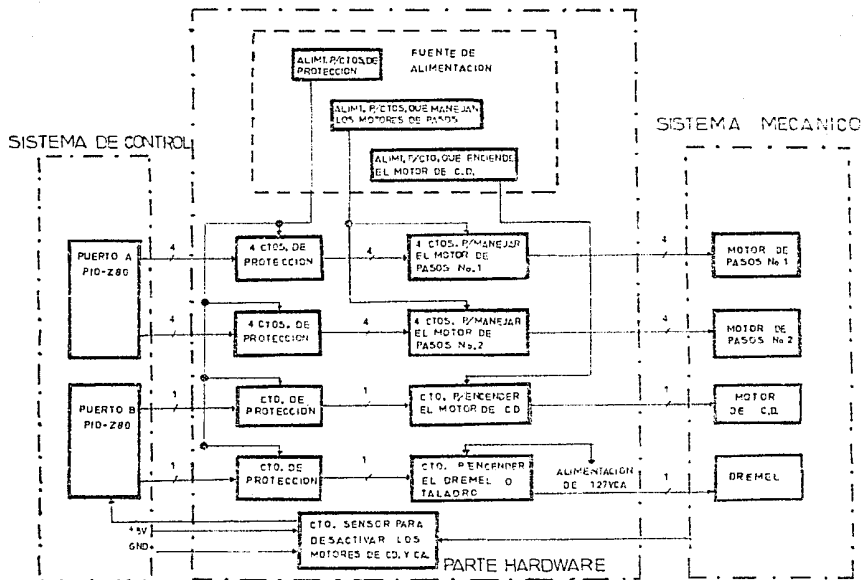 ALIMT. P/CTOS. DE
PROTECCION
FUENTE DE
ALIMENTACION
ALIMT. P/CTOS. QUE MANEJAN
LOS MOTORES DE PASOS
ALIMT. P/CTO. QUE ENCIENDE
EL MOTOR DE C.D.
SISTEMA DE CONTROL
SISTEMA MECANICO
PUERTO A
PIO-Z80
4
4 CTOS. DE
PROTECCION
4
4 CTOS. P/MANEJAR
EL MOTOR DE
PASOS No.1
4
MOTOR DE
PASOS No 1
4
4 CTOS. DE
PROTECCION
4
4 CTOS. P/MANEJAR
EL MOTOR DE
PASOS No.2
4
MOTOR DE
PASOS No 2
PUERTO B
PIO-Z80
1
CTO. DE
PROTECCION
1
CTO. P/ENCENDER
EL MOTOR DE C D
1
MOTOR
DE C.D.
1
CTO. DE
PROTECCION
1
CTO. P/ENCENDER
EL DREMEL O
TALADRO
ALIMENTACION
DE 127VCA
1
DREMEL
+5V
GND
CTO. SENSOR PARA
DESACTIVAR LOS
MOTORES DE CD. Y CA.
PARTE HARDWARE